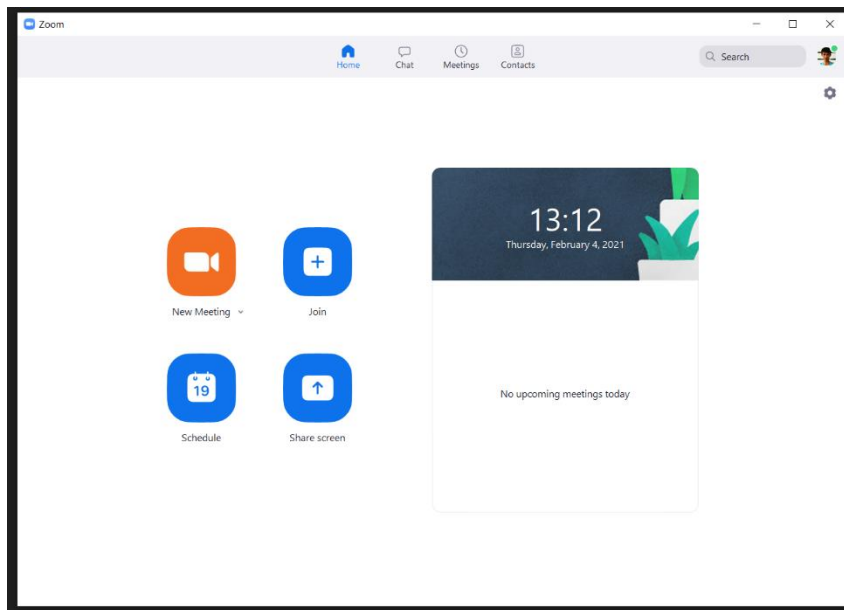 Zoom
Home Chat Meetings Contacts
Search
13:12
Thursday, February 4, 2021
New Meeting
Join
19
Schedule
Share screen
No upcoming meetings today